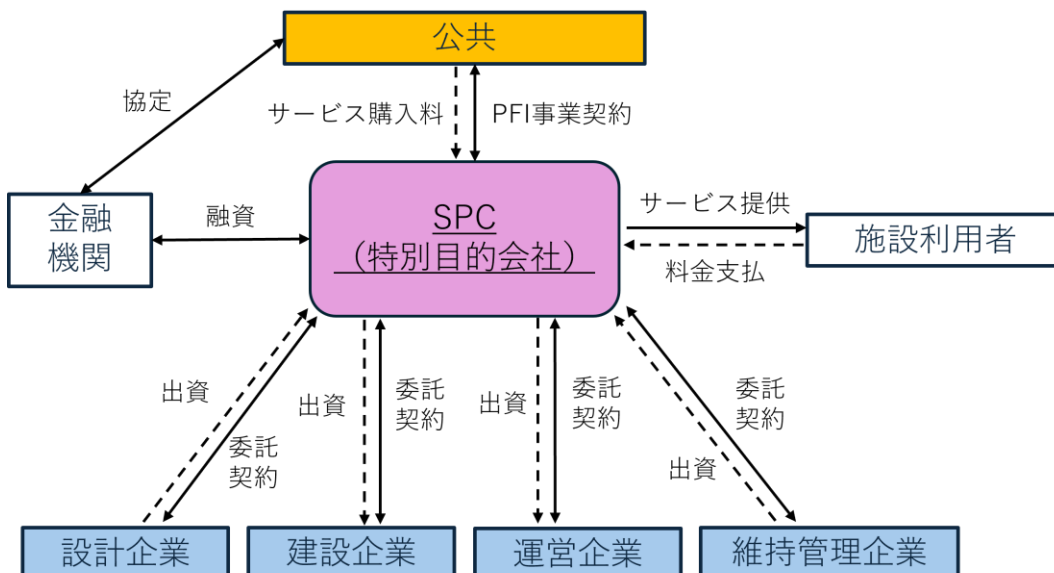 公共
協定
サービス購入料
PFI事業契約
金融
機関
融資
SPC
（特別目的会社）
サービス提供
施設利用者
料金支払
出資
委託
契約
出資
委託
契約
出資
委託
契約
委託
契約
出資
設計企業
建設企業
運営企業
維持管理企業